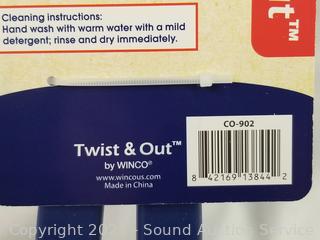 Cleaning instructions:
Hand wash with warm water with a mild
detergent; rinse and dry immediately.
t™
CO-902
Twist & Out™
by WINCO®
www.wincous.com
Made in China
8 42169 13844 2
Copyright Sound Auction Service